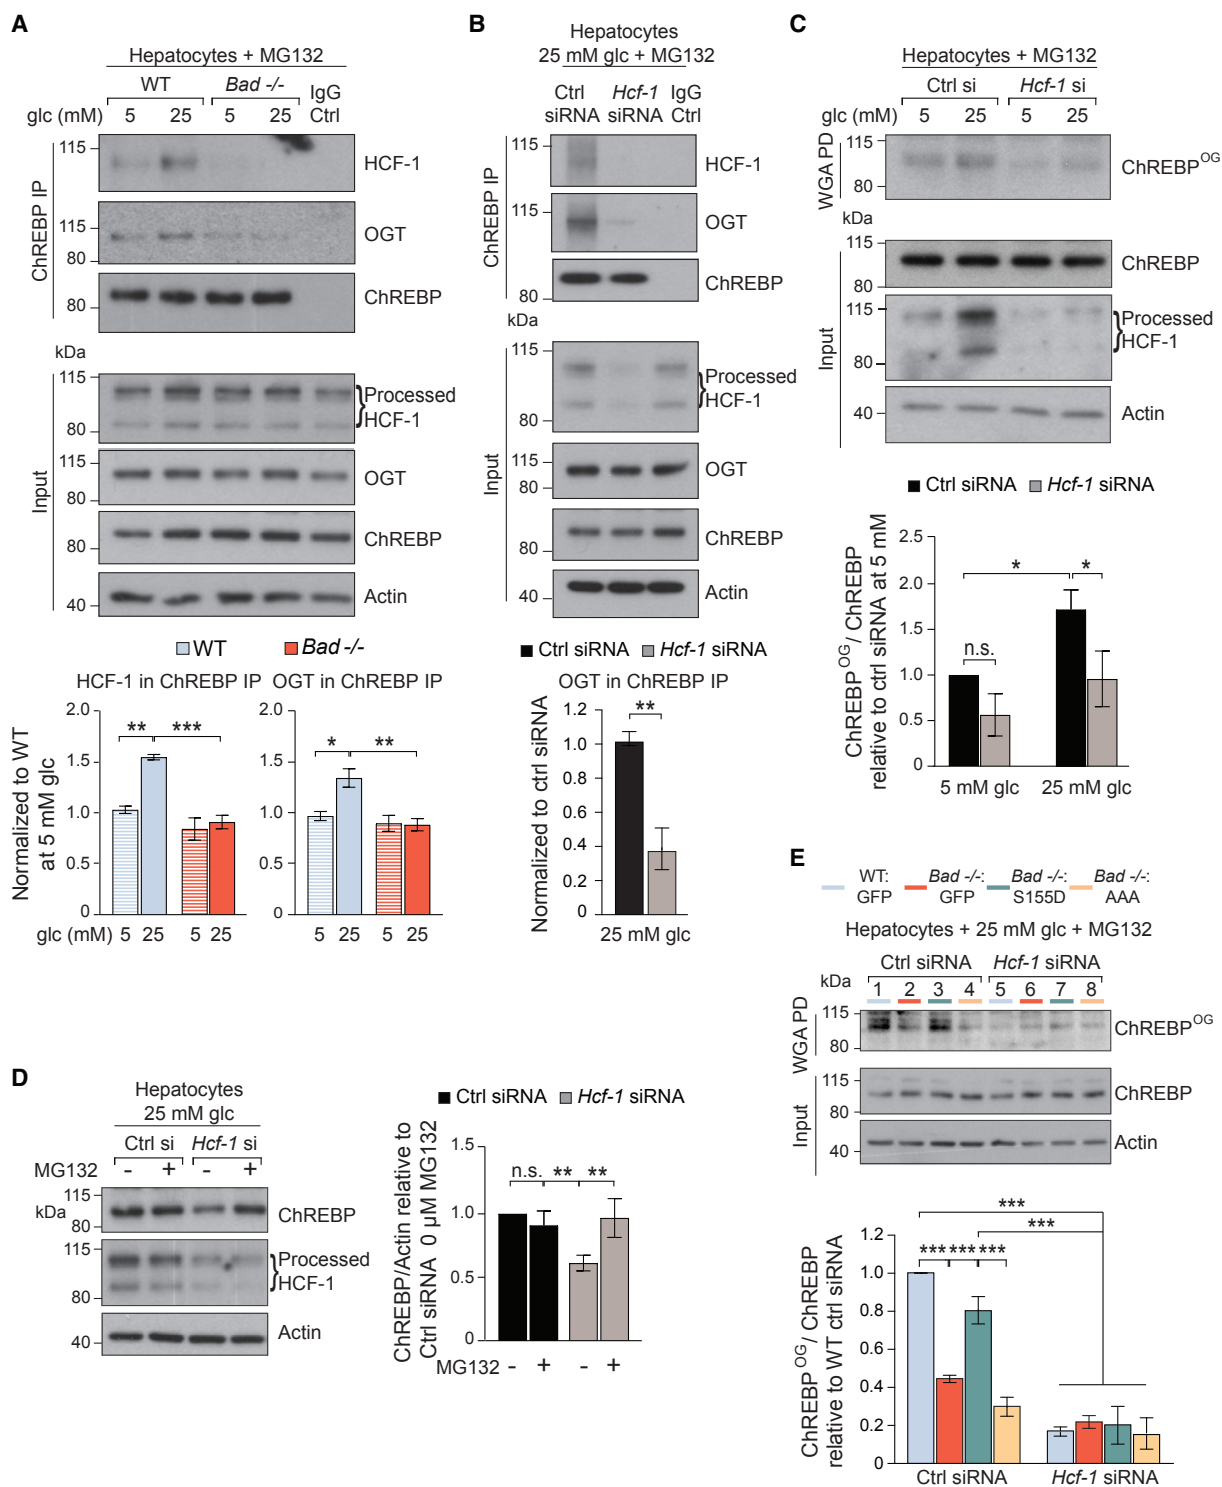 A
Hepatocytes + MG132
WT Bad -/- IgG Ctrl
glc (mM) 5 25 5 25
ChREBP IP
115
HCF-1
115
80
OGT
80
ChREBP
kDa
Input
115
80
Processed
HCF-1
115
80
OGT
80
ChREBP
40
Actin
WT Bad -/-
HCF-1 in ChREBP IP
OGT in ChREBP IP
Normalized to WT
at 5 mM glc
2.0
1.5
1.0
0.5
0
** ***
2.0
1.5
1.0
0.5
0
* **
glc (mM) 5 25 5 25 5 25 5 25
B
Hepatocytes
25 mM glc + MG132
Ctrl siRNA Hcf-1 siRNA IgG Ctrl
ChREBP IP
115
HCF-1
115
OGT
80
ChREBP
kDa
Input
115
80
Processed
HCF-1
115
80
OGT
80
ChREBP
40
Actin
Ctrl siRNA Hcf-1 siRNA
OGT in ChREBP IP
Normalized to ctrl siRNA
1.2
1.0
0.8
0.6
0.4
0.2
0
**
25 mM glc
C
Hepatocytes + MG132
Ctrl si Hcf-1 si
glc (mM) 5 25 5 25
WGA PD
115
80
ChREBP^OG
kDa
Input
115
80
ChREBP
115
80
Processed
HCF-1
40
Actin
Ctrl siRNA Hcf-1 siRNA
ChREBP^OG / ChREBP
relative to ctrl siRNA at 5 mM
2.5
2.0
1.5
1.0
0.5
0
n.s. * *
5 mM glc 25 mM glc
D
Hepatocytes
25 mM glc
Ctrl si Hcf-1 si
MG132 - + - +
kDa
115
80
ChREBP
115
80
Processed
HCF-1
40
Actin
Ctrl siRNA Hcf-1 siRNA
ChREBP/Actin relative to
Ctrl siRNA 0 µM MG132
1.5
1.0
0.5
0
n.s. ** **
MG132 - + - +
E
WT: GFP
Bad -/-: GFP
Bad -/-: S155D
Bad -/-: AAA
Hepatocytes + 25 mM glc + MG132
Ctrl siRNA Hcf-1 siRNA
kDa 1 2 3 4 5 6 7 8
WGA PD
115
80
ChREBP^OG
Input
115
80
ChREBP
40
Actin
ChREBP^OG / ChREBP
relative to WT ctrl siRNA
1.2
1.0
0.8
0.6
0.4
0.2
0
***
***
*** *** ***
Ctrl siRNA Hcf-1 siRNA